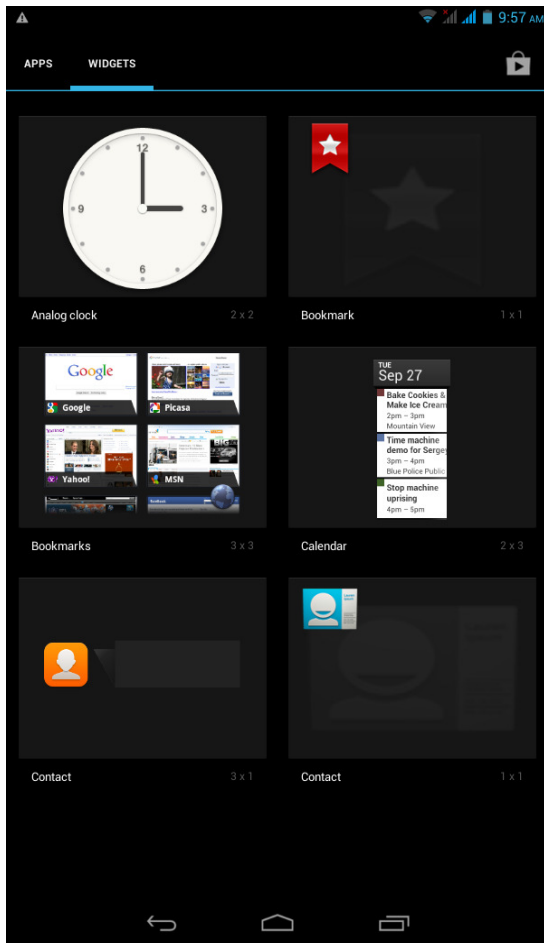 9:57 AM
APPS WIDGETS
12
9 3
6
Analog clock 2 x 2
Bookmark 1 x 1
Google
Google Picasa
BIG
Yahoo! MSN
Bookmarks 3 x 3
TUE
Sep 27
Bake Cookies &
Make Ice Cream
2pm – 3pm
Mountain View
Time machine
demo for Sergey
3pm – 4pm
Blue Police Public
Stop machine
uprising
4pm – 5pm
Calendar 2 x 3
Contact 3 x 1
Contact 1 x 1